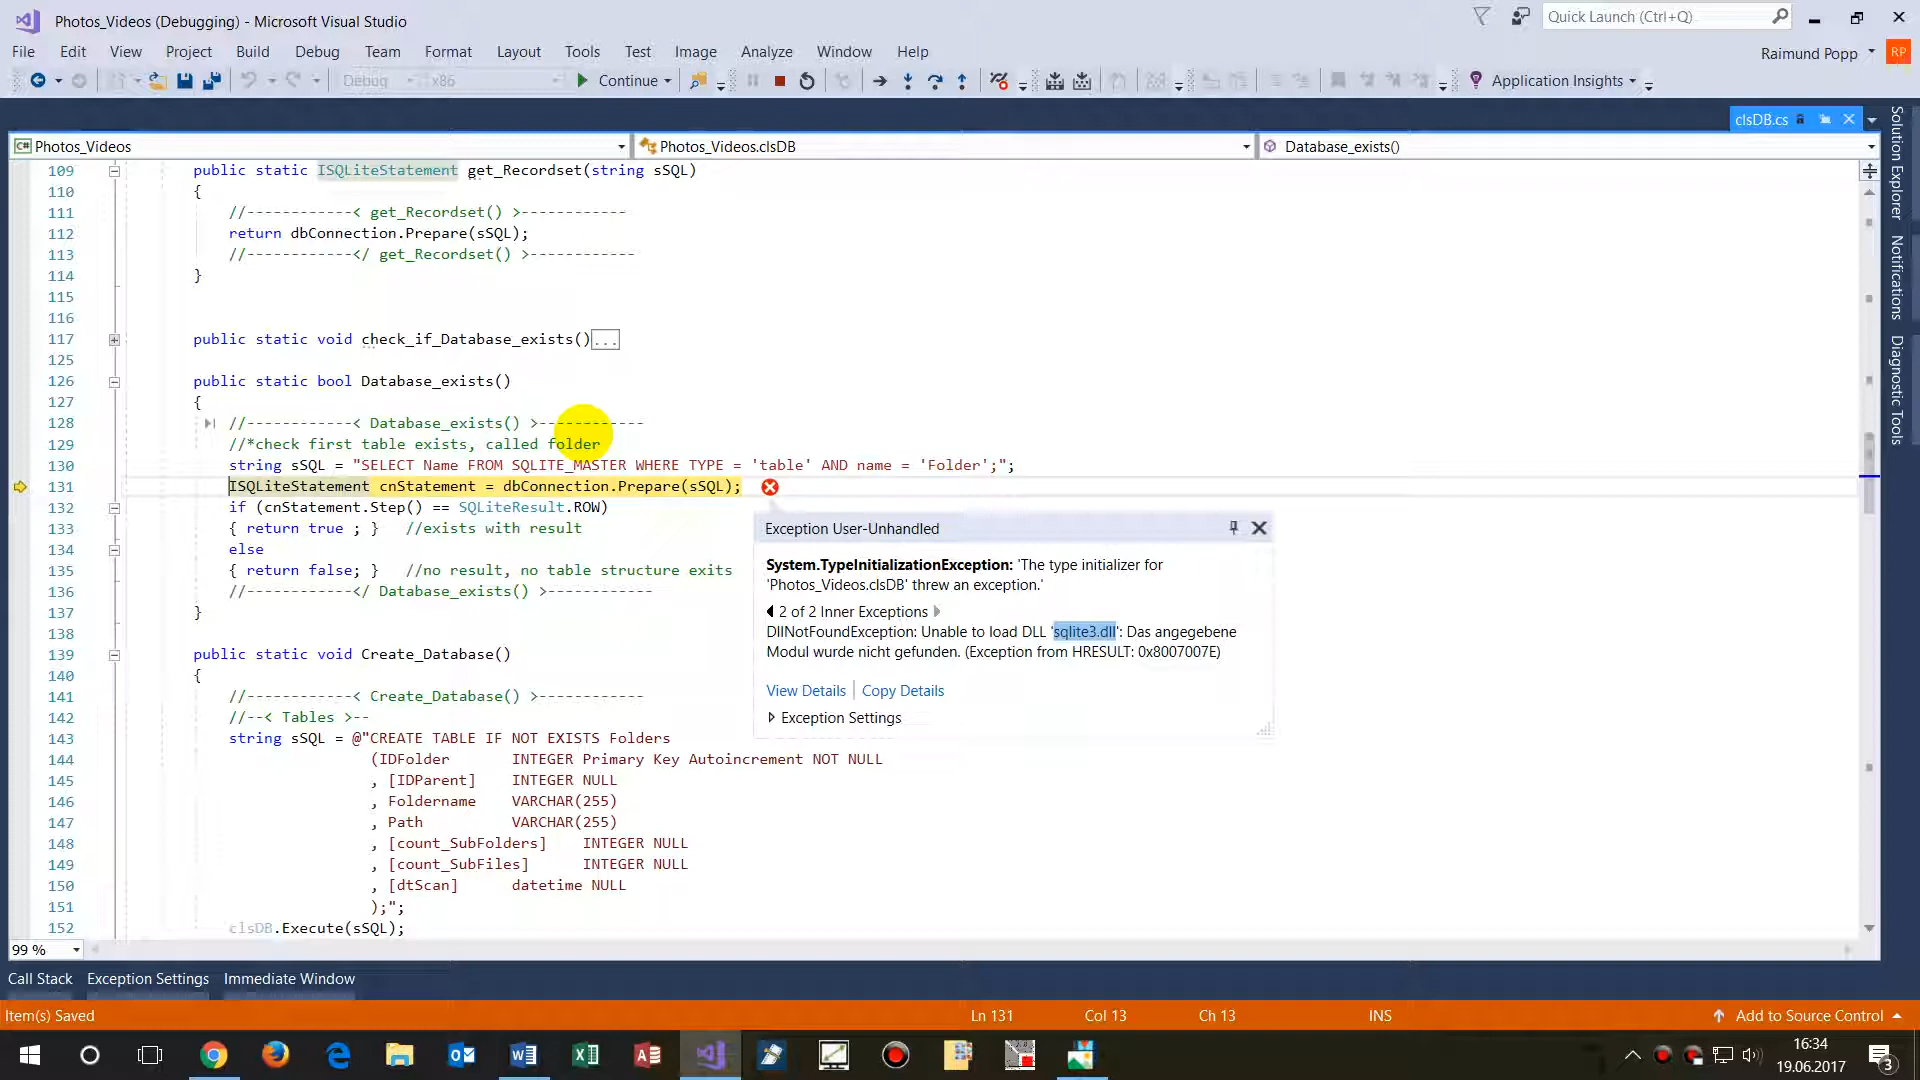 Photos_Videos (Debugging) - Microsoft Visual Studio
Quick Launch (Ctrl+Q)
File Edit View Project Build Debug Team Format Layout Tools Test Image Analyze Window Help
Raimund Popp RP
Debug x86 Continue Application Insights
clsDB.cs
Photos_Videos Photos_Videos.clsDB Database_exists()
109 public static ISQLiteStatement get_Recordset(string sSQL)
110 {
111 //------------< get_Recordset() >------------
112 return dbConnection.Prepare(sSQL);
113 //------------</ get_Recordset() >------------
114 }
115
116
117 public static void check_if_Database_exists()...
125
126 public static bool Database_exists()
127 {
128 //------------< Database_exists() >------------
129 //*check first table exists, called folder
130 string sSQL = "SELECT Name FROM SQLITE_MASTER WHERE TYPE = 'table' AND name = 'Folder';";
131 ISQLiteStatement cnStatement = dbConnection.Prepare(sSQL);
132 if (cnStatement.Step() == SQLiteResult.ROW)
133 { return true ; } //exists with result
134 else
135 { return false; } //no result, no table structure exits
136 //------------</ Database_exists() >------------
137 }
138
139 public static void Create_Database()
140 {
141 //------------< Create_Database() >------------
142 //--< Tables >--
143 string sSQL = @"CREATE TABLE IF NOT EXISTS Folders
144 (IDFolder INTEGER Primary Key Autoincrement NOT NULL
145 , [IDParent] INTEGER NULL
146 , Foldername VARCHAR(255)
147 , Path VARCHAR(255)
148 , [count_SubFolders] INTEGER NULL
149 , [count_SubFiles] INTEGER NULL
150 , [dtScan] datetime NULL
151 );";
152 clsDB.Execute(sSQL);
Exception User-Unhandled
System.TypeInitializationException: 'The type initializer for
'Photos_Videos.clsDB' threw an exception.'
2 of 2 Inner Exceptions
DllNotFoundException: Unable to load DLL 'sqlite3.dll': Das angegebene
Modul wurde nicht gefunden. (Exception from HRESULT: 0x8007007E)
View Details Copy Details
Exception Settings
Solution Explorer
Notifications
Diagnostic Tools
99 %
Call Stack Exception Settings Immediate Window
Item(s) Saved Ln 131 Col 13 Ch 13 INS Add to Source Control
16:34
19.06.2017
3